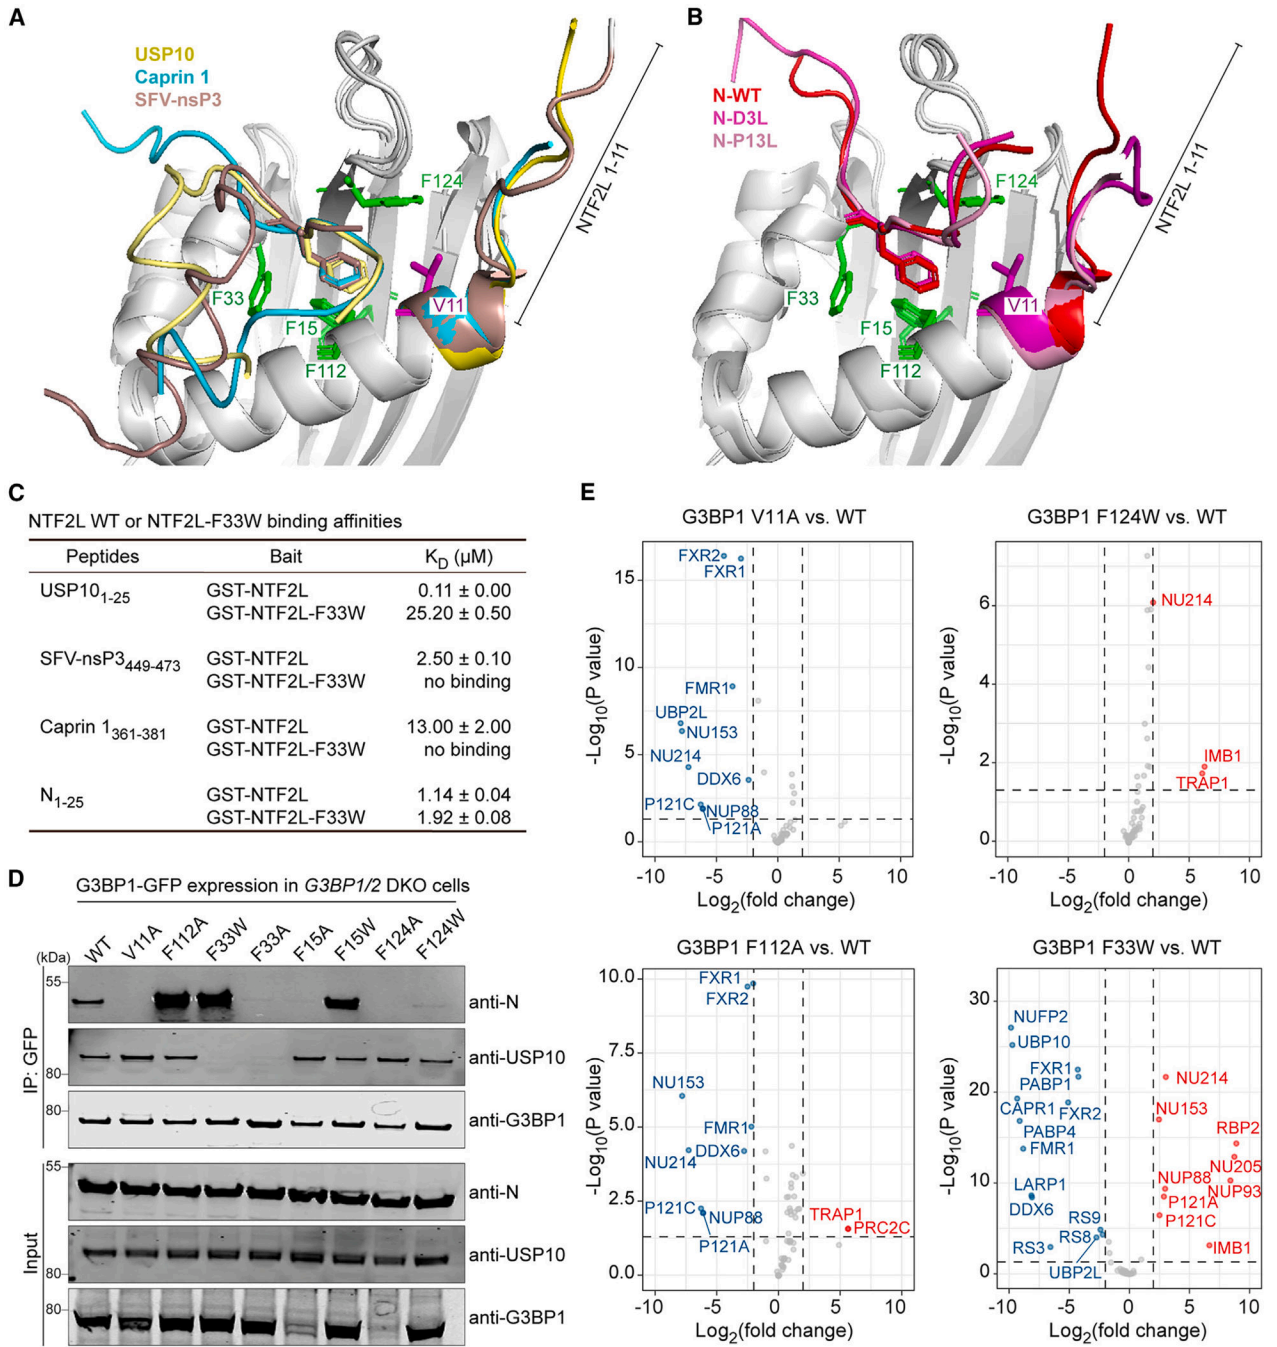 A
USP10
Caprin 1
SFV-nsP3
F124
F33
V11
F15
F112
NTF2L 1-11
B
N-WT
N-D3L
N-P13L
F124
F33
V11
F15
F112
NTF2L 1-11
C
NTF2L WT or NTF2L-F33W binding affinities
Peptides Bait KD (µM)
USP101-25 GST-NTF2L 0.11 ± 0.00
GST-NTF2L-F33W 25.20 ± 0.50
SFV-nsP3449-473 GST-NTF2L 2.50 ± 0.10
GST-NTF2L-F33W no binding
Caprin 1361-381 GST-NTF2L 13.00 ± 2.00
GST-NTF2L-F33W no binding
N1-25 GST-NTF2L 1.14 ± 0.04
GST-NTF2L-F33W 1.92 ± 0.08
D
G3BP1-GFP expression in G3BP1/2 DKO cells
(kDa) WT V11A F112A F33W F33A F15A F15W F124A F124W
IP: GFP
55 anti-N
80 anti-USP10
80 anti-G3BP1
Input
55 anti-N
80 anti-USP10
80 anti-G3BP1
E
G3BP1 V11A vs. WT
-Log10(P value)
15
10
5
0
FXR2
FXR1
FMR1
UBP2L
NU153
NU214
DDX6
P121C
NUP88
P121A
-10 -5 0 5 10
Log2(fold change)
G3BP1 F124W vs. WT
-Log10(P value)
6
4
2
0
NU214
IMB1
TRAP1
-10 -5 0 5 10
Log2(fold change)
G3BP1 F112A vs. WT
-Log10(P value)
10.0
7.5
5.0
2.5
0.0
FXR1
FXR2
NU153
FMR1
DDX6
NU214
P121C
NUP88
P121A
TRAP1
PRC2C
-10 -5 0 5 10
Log2(fold change)
G3BP1 F33W vs. WT
-Log10(P value)
30
20
10
0
NUFP2
UBP10
FXR1
PABP1
CAPR1
FXR2
PABP4
FMR1
LARP1
DDX6
RS9
RS8
RS3
UBP2L
NU214
NU153
RBP2
NU205
NUP88
NUP93
P121A
P121C
IMB1
-10 -5 0 5 10
Log2(fold change)